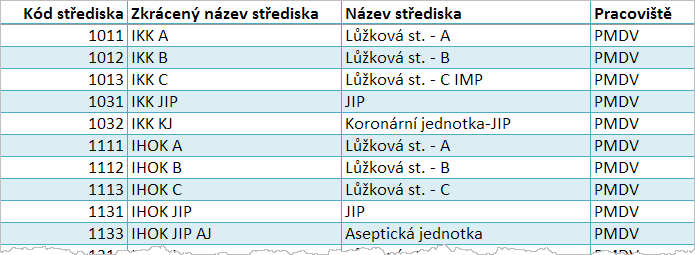 Kód střediska Zkrácený název střediska Název střediska Pracoviště
1011 IKK A Lůžková st. - A PMDV
1012 IKK B Lůžková st. - B PMDV
1013 IKK C Lůžková st. - C IMP PMDV
1031 IKK JIP JIP PMDV
1032 IKK KJ Koronární jednotka-JIP PMDV
1111 IHOK A Lůžková st. - A PMDV
1112 IHOK B Lůžková st. - B PMDV
1113 IHOK C Lůžková st. - C PMDV
1131 IHOK JIP JIP PMDV
1133 IHOK JIP AJ Aseptická jednotka PMDV